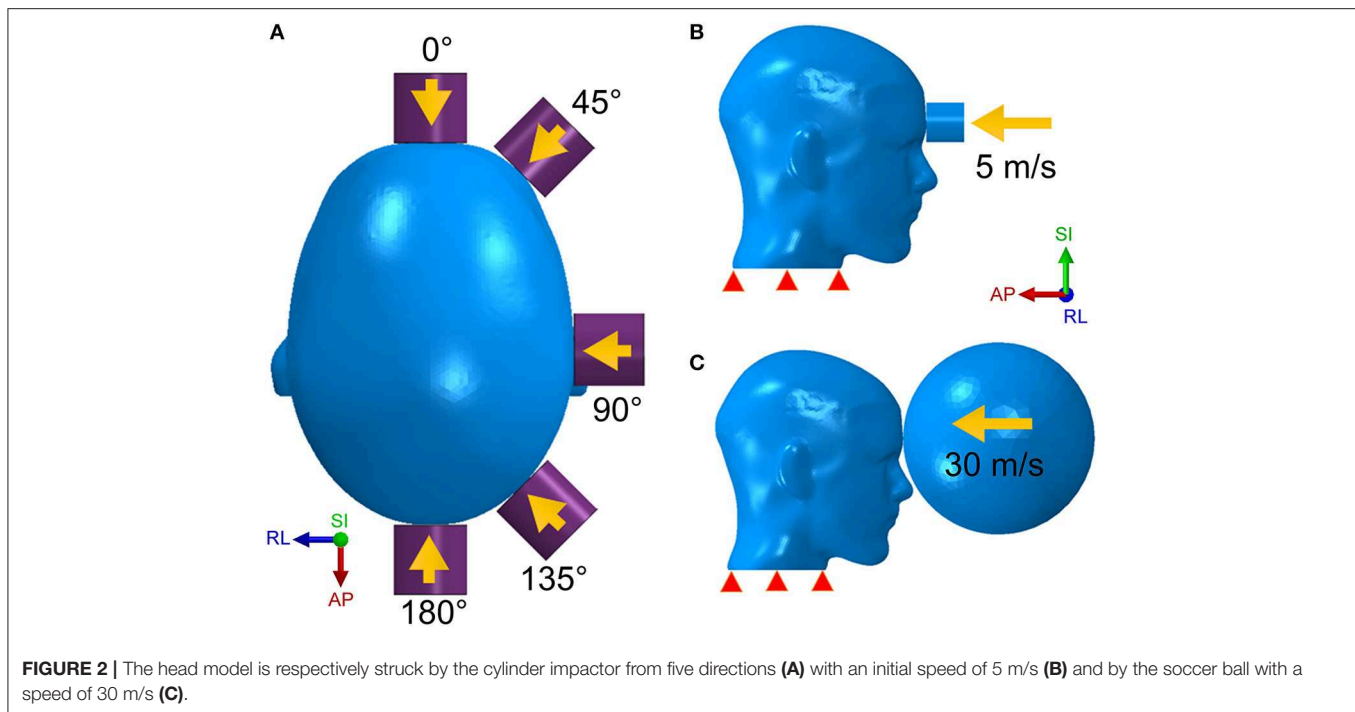 A
0°
45°
90°
135°
180°
SI
RL
AP
B
5 m/s
SI
AP
RL
C
30 m/s
FIGURE 2 | The head model is respectively struck by the cylinder impactor from five directions (A) with an initial speed of 5 m/s (B) and by the soccer ball with a
speed of 30 m/s (C).